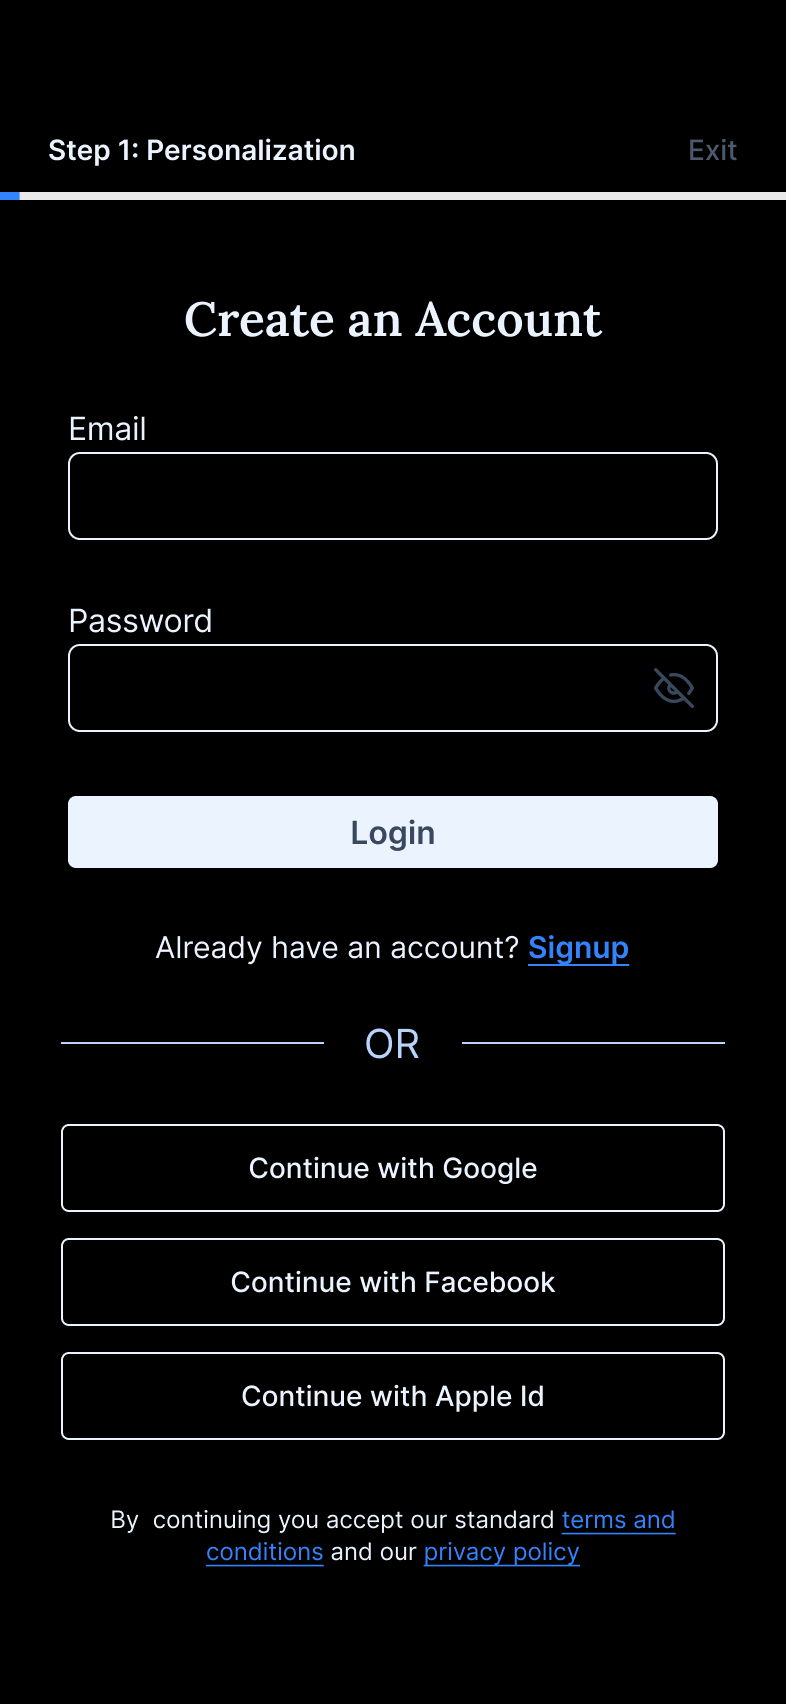 Step 1: Personalization Exit
Create an Account
Email
Password
Login
Already have an account? Signup
OR
Continue with Google
Continue with Facebook
Continue with Apple Id
By  continuing you accept our standard terms and
conditions and our privacy policy